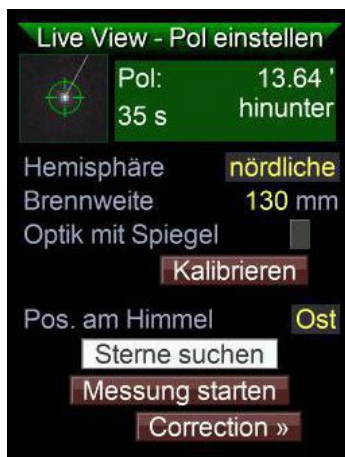 Live View - Pol einstellen
Pol: 13.64 '
35 s hinunter
Hemisphäre nördliche
Brennweite 130 mm
Optik mit Spiegel
Kalibrieren
Pos. am Himmel Ost
Sterne suchen
Messung starten
Correction »